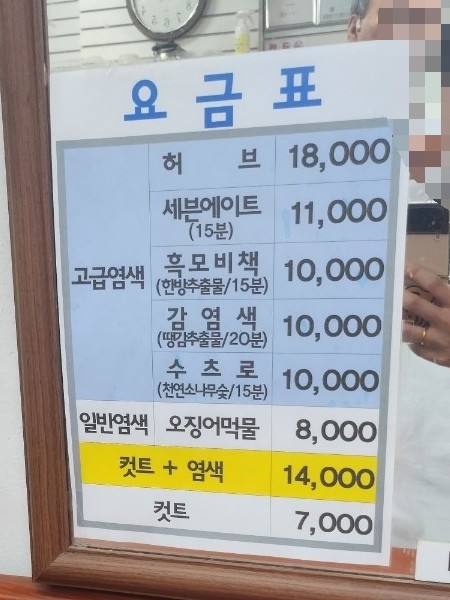 요 금 표
고급염색
허 브 18,000
세븐에이트 11,000
(15분)
흑모비책 10,000
(한방추출물/15분)
감 염 색 10,000
(땡감추출물/20분)
수 츠 로 10,000
(천연소나무숯/15분)
일반염색 오징어먹물 8,000
컷트 + 염색 14,000
컷트 7,000